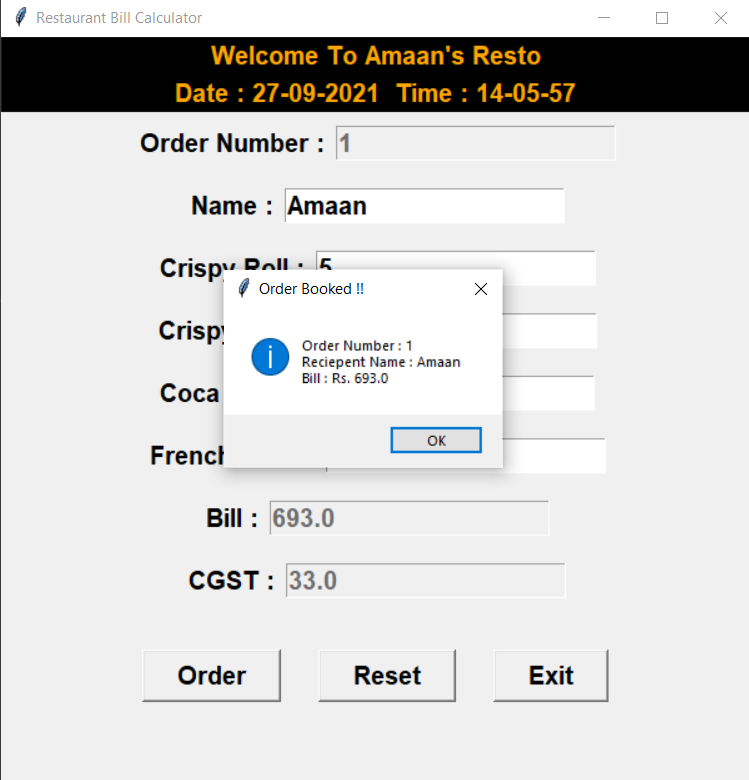 Restaurant Bill Calculator
Welcome To Amaan's Resto
Date : 27-09-2021 Time : 14-05-57
Order Number : 1
Name : Amaan
Crispy Roll : 5
Order Booked !!
Crispy
Order Number : 1
Reciepent Name : Amaan
Bill : Rs. 693.0
Coca
OK
French
Bill : 693.0
CGST : 33.0
Order Reset Exit